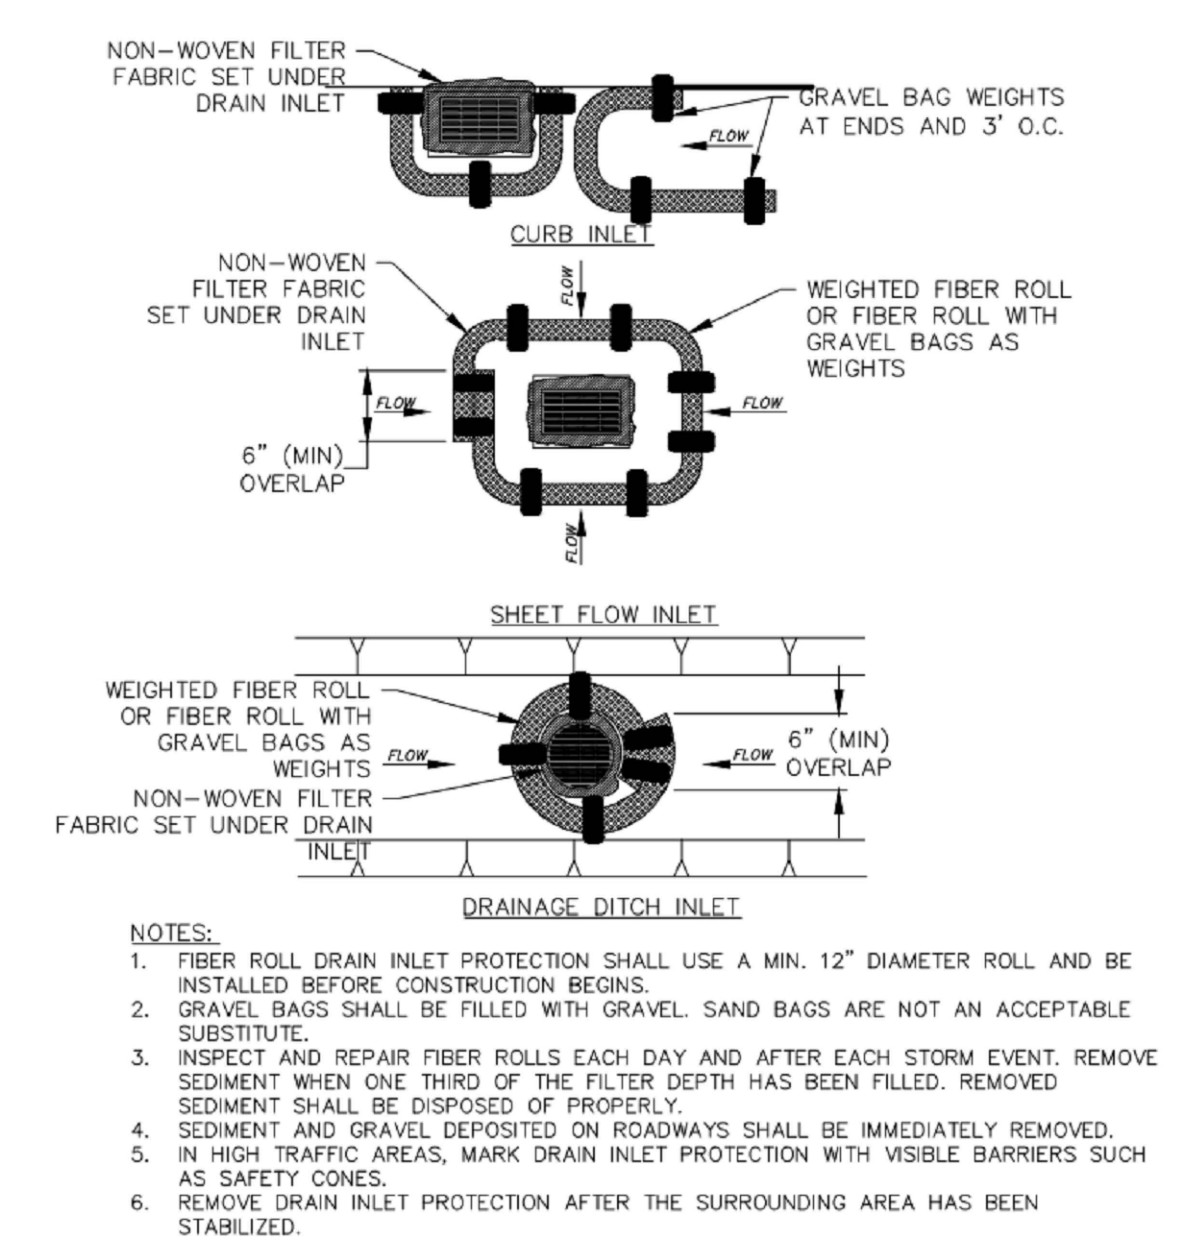 NON-WOVEN FILTER
FABRIC SET UNDER
DRAIN INLET
GRAVEL BAG WEIGHTS
AT ENDS AND 3' O.C.
FLOW
CURB INLET
NON-WOVEN
FILTER FABRIC
SET UNDER DRAIN
INLET
FLOW
WEIGHTED FIBER ROLL
OR FIBER ROLL WITH
GRAVEL BAGS AS
WEIGHTS
FLOW
FLOW
6" (MIN)
OVERLAP
FLOW
SHEET FLOW INLET
WEIGHTED FIBER ROLL
OR FIBER ROLL WITH
GRAVEL BAGS AS
WEIGHTS
FLOW
FLOW
6" (MIN)
OVERLAP
NON-WOVEN FILTER
FABRIC SET UNDER DRAIN
INLET
DRAINAGE DITCH INLET
NOTES:
1. FIBER ROLL DRAIN INLET PROTECTION SHALL USE A MIN. 12" DIAMETER ROLL AND BE
INSTALLED BEFORE CONSTRUCTION BEGINS.
2. GRAVEL BAGS SHALL BE FILLED WITH GRAVEL. SAND BAGS ARE NOT AN ACCEPTABLE
SUBSTITUTE.
3. INSPECT AND REPAIR FIBER ROLLS EACH DAY AND AFTER EACH STORM EVENT. REMOVE
SEDIMENT WHEN ONE THIRD OF THE FILTER DEPTH HAS BEEN FILLED. REMOVED
SEDIMENT SHALL BE DISPOSED OF PROPERLY.
4. SEDIMENT AND GRAVEL DEPOSITED ON ROADWAYS SHALL BE IMMEDIATELY REMOVED.
5. IN HIGH TRAFFIC AREAS, MARK DRAIN INLET PROTECTION WITH VISIBLE BARRIERS SUCH
AS SAFETY CONES.
6. REMOVE DRAIN INLET PROTECTION AFTER THE SURROUNDING AREA HAS BEEN
STABILIZED.